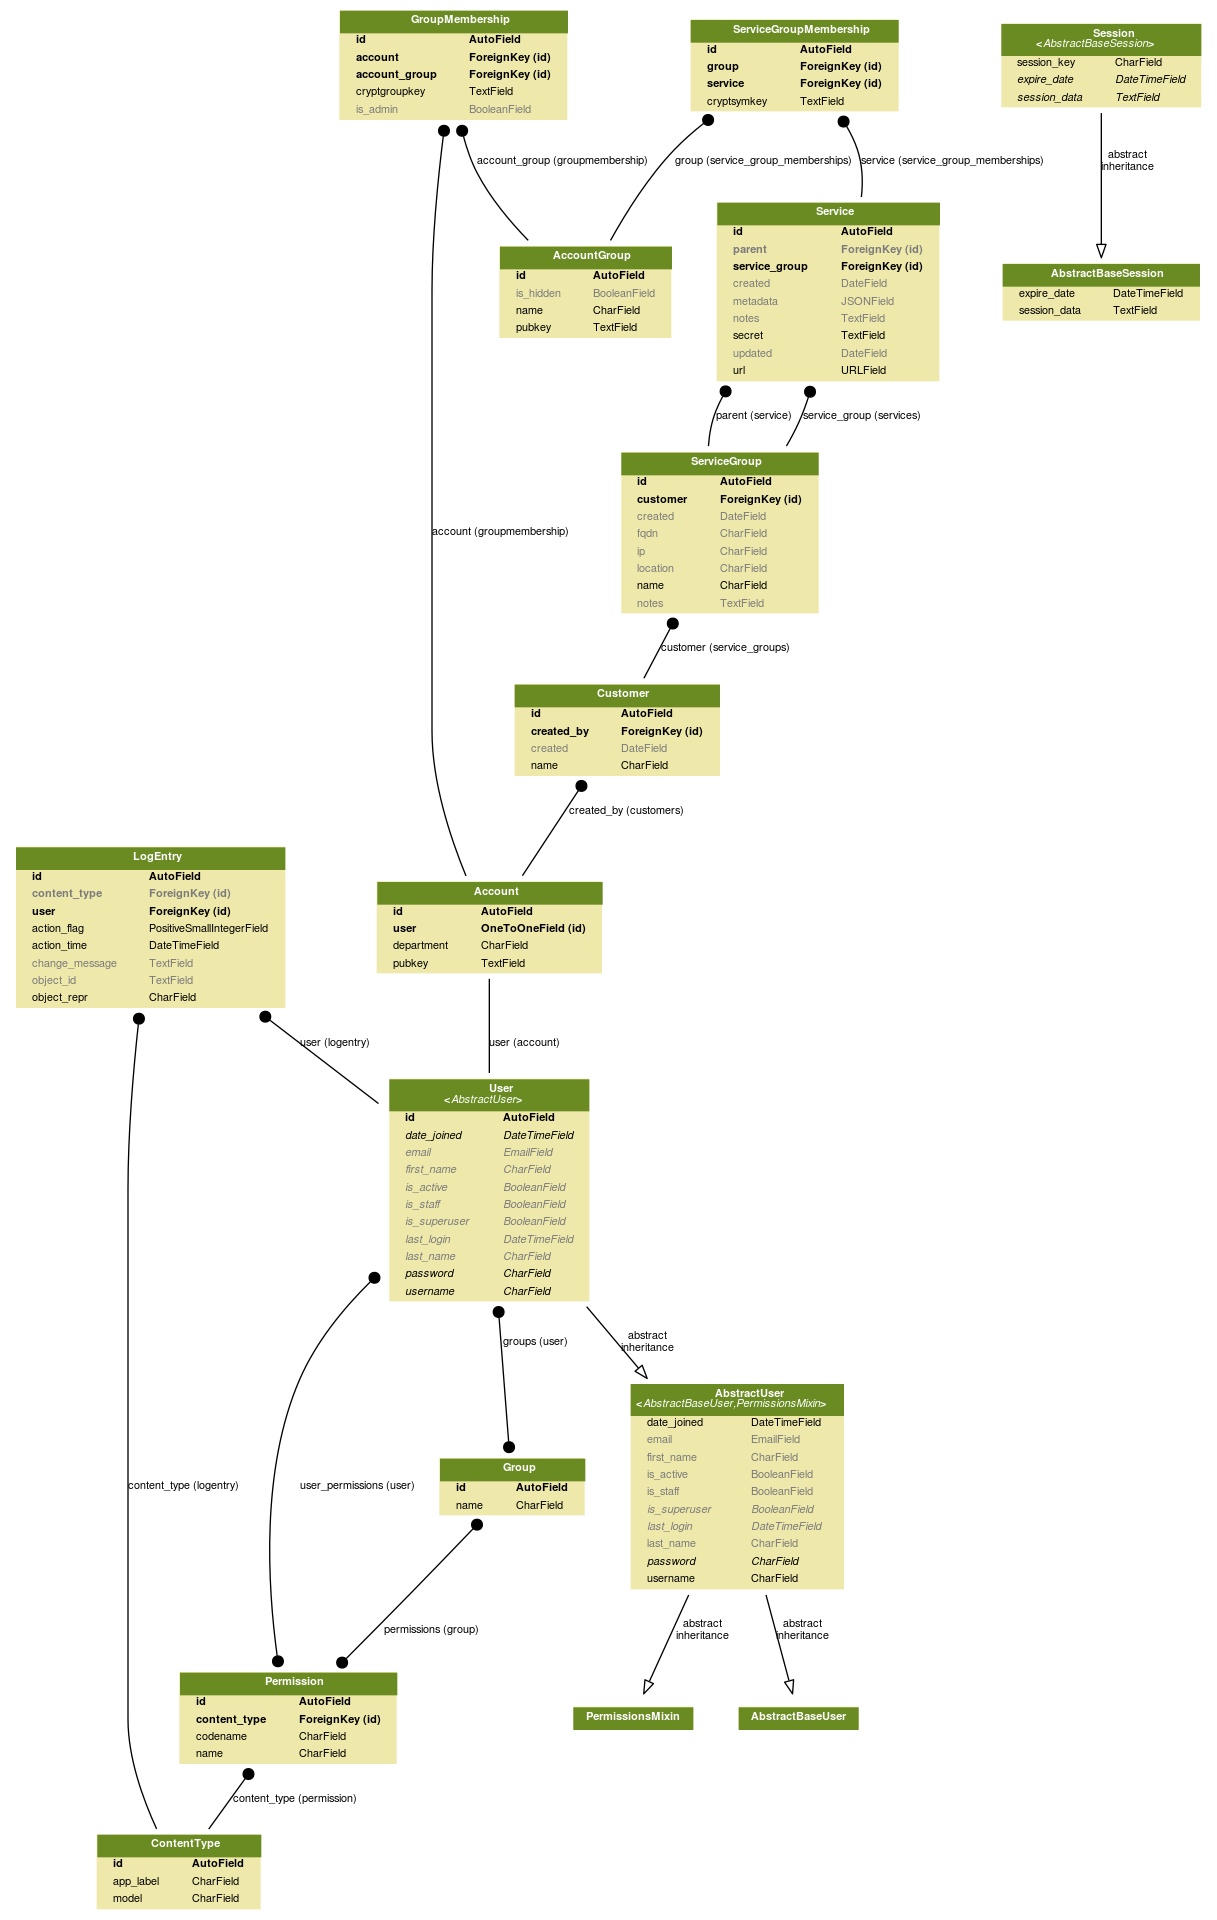 GroupMembership
id AutoField
account ForeignKey (id)
account_group ForeignKey (id)
cryptgroupkey TextField
is_admin BooleanField
ServiceGroupMembership
id AutoField
group ForeignKey (id)
service ForeignKey (id)
cryptsymkey TextField
Session
<AbstractBaseSession>
session_key CharField
expire_date DateTimeField
session_data TextField
account_group (groupmembership)
group (service_group_memberships)
service (service_group_memberships)
abstract
inheritance
AccountGroup
id AutoField
is_hidden BooleanField
name CharField
pubkey TextField
Service
id AutoField
parent ForeignKey (id)
service_group ForeignKey (id)
created DateField
metadata JSONField
notes TextField
secret TextField
updated DateField
url URLField
AbstractBaseSession
expire_date DateTimeField
session_data TextField
parent (service)
service_group (services)
ServiceGroup
id AutoField
customer ForeignKey (id)
created DateField
fqdn CharField
ip CharField
location CharField
name CharField
notes TextField
account (groupmembership)
customer (service_groups)
Customer
id AutoField
created_by ForeignKey (id)
created DateField
name CharField
created_by (customers)
LogEntry
id AutoField
content_type ForeignKey (id)
user ForeignKey (id)
action_flag PositiveSmallIntegerField
action_time DateTimeField
change_message TextField
object_id TextField
object_repr CharField
Account
id AutoField
user OneToOneField (id)
department CharField
pubkey TextField
user (logentry)
user (account)
User
<AbstractUser>
id AutoField
date_joined DateTimeField
email EmailField
first_name CharField
is_active BooleanField
is_staff BooleanField
is_superuser BooleanField
last_login DateTimeField
last_name CharField
password CharField
username CharField
groups (user)
abstract
inheritance
AbstractUser
<AbstractBaseUser,PermissionsMixin>
date_joined DateTimeField
email EmailField
first_name CharField
is_active BooleanField
is_staff BooleanField
is_superuser BooleanField
last_login DateTimeField
last_name CharField
password CharField
username CharField
Group
id AutoField
name CharField
content_type (logentry)
user_permissions (user)
permissions (group)
abstract
inheritance
abstract
inheritance
Permission
id AutoField
content_type ForeignKey (id)
codename CharField
name CharField
PermissionsMixin
AbstractBaseUser
content_type (permission)
ContentType
id AutoField
app_label CharField
model CharField